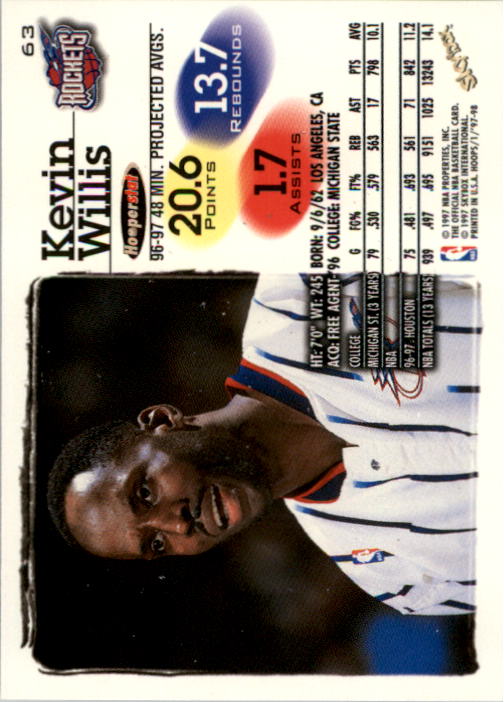 63
ROCKETS
Kevin
Willis
Hooperstar
96-97 48 MIN. PROJECTED AVGS.
20.6
POINTS
13.7
REBOUNDS
1.7
ASSISTS
HT: 7'0" WT: 245 BORN: 9/6/62 LOS ANGELES, CA
ACQ: FREE AGENT-'96 COLLEGE: MICHIGAN STATE
COLLEGE G FG% FT% REB AST PTS AVG
MICHIGAN ST. (3 YEARS) 79 .530 .579 563 17 798 10.1
NBA
96-97. HOUSTON 75 .481 .693 561 71 842 11.2
NBA TOTALS (13 YEARS) 939 .497 .695 9151 1025 13243 14.1
© 1997 NBA PROPERTIES, INC.
THE OFFICIAL NBA BASKETBALL CARD.
© 1997 SKYBOX INTERNATIONAL.
PRINTED IN U.S.A. HOOPS/1/'97-98
NBA